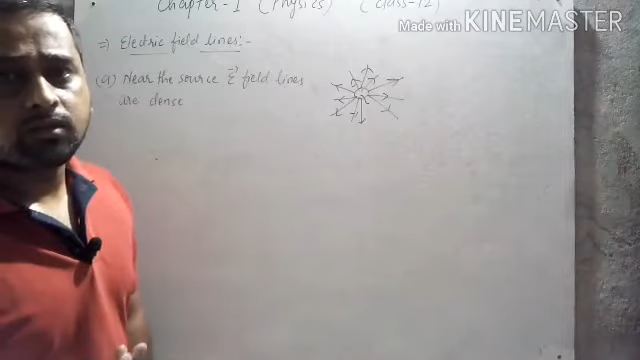 Chapter-1 (Physics) (Class-12)
Made with KINEMASTER
⇒ Electric field lines:-
(a) Near the source E⃗ field lines
are dense